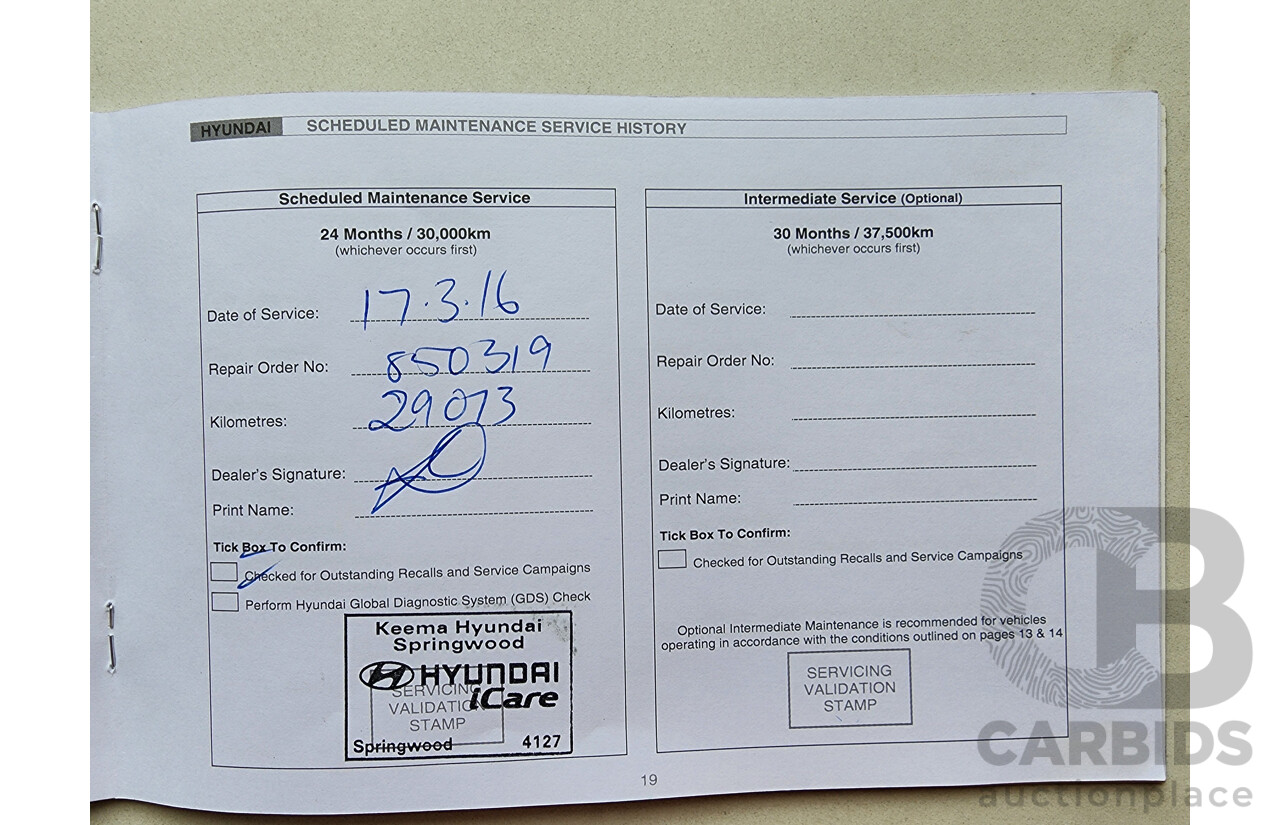 HYUNDAI SCHEDULED MAINTENANCE SERVICE HISTORY
Scheduled Maintenance Service
24 Months / 30,000km
(whichever occurs first)
Date of Service: 17.3.16
Repair Order No: 850319
Kilometres: 29073
Dealer's Signature:
Print Name:
Tick Box To Confirm:
Checked for Outstanding Recalls and Service Campaigns
Perform Hyundai Global Diagnostic System (GDS) Check
Keema Hyundai
Springwood
HYUNDAI
iCare
SERVICING
VALIDATION
STAMP
Springwood 4127
Intermediate Service (Optional)
30 Months / 37,500km
(whichever occurs first)
Date of Service:
Repair Order No:
Kilometres:
Dealer's Signature:
Print Name:
Tick Box To Confirm:
Checked for Outstanding Recalls and Service Campaigns
Optional Intermediate Maintenance is recommended for vehicles
operating in accordance with the conditions outlined on pages 13 & 14
SERVICING
VALIDATION
STAMP
19
CB
CARBIDS
auctionplace